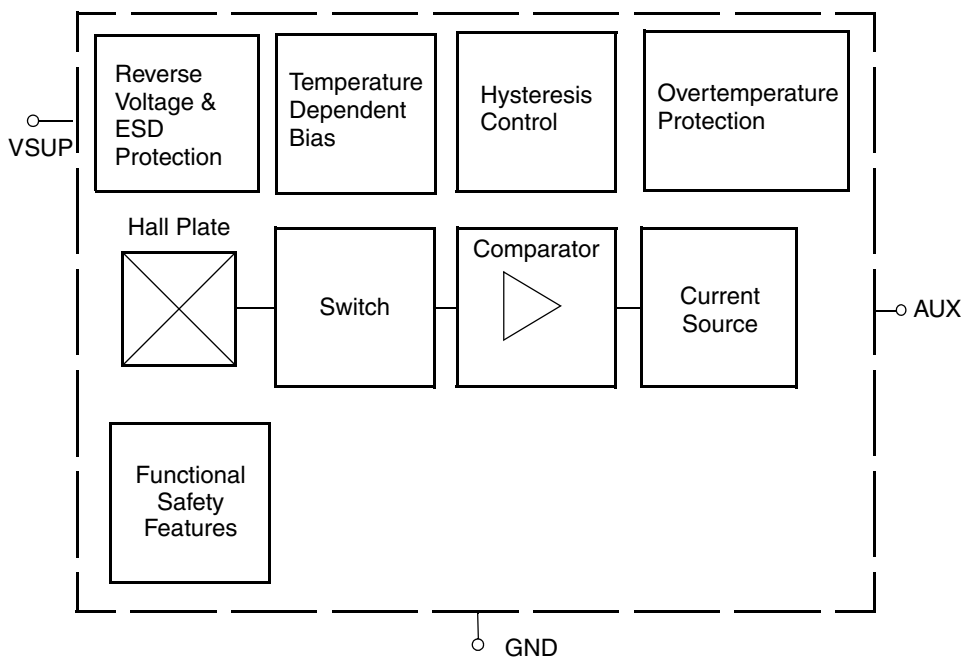 Reverse
Voltage &
ESD
Protection
Temperature
Dependent
Bias
Hysteresis
Control
Overtemperature
Protection
VSUP
Hall Plate
Switch
Comparator
Current
Source
AUX
Functional
Safety
Features
GND